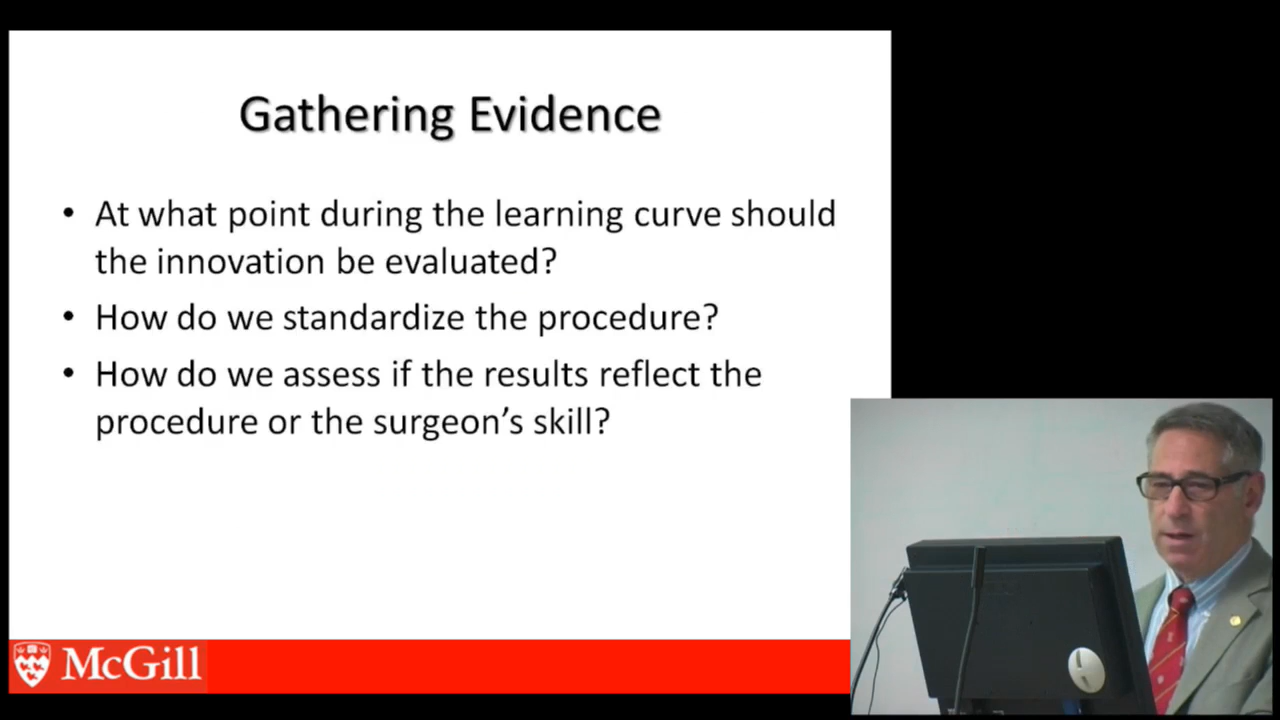 Gathering Evidence
• At what point during the learning curve should
the innovation be evaluated?
• How do we standardize the procedure?
• How do we assess if the results reflect the
procedure or the surgeon’s skill?
McGill